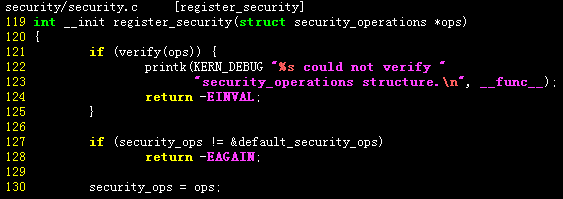 security/security.c [register_security]
119 int __init register_security(struct security_operations *ops)
120 {
121 if (verify(ops)) {
122 printk(KERN_DEBUG "%s could not verify "
123 "security_operations structure.\n", __func__);
124 return -EINVAL;
125 }
126
127 if (security_ops != &default_security_ops)
128 return -EAGAIN;
129
130 security_ops = ops;